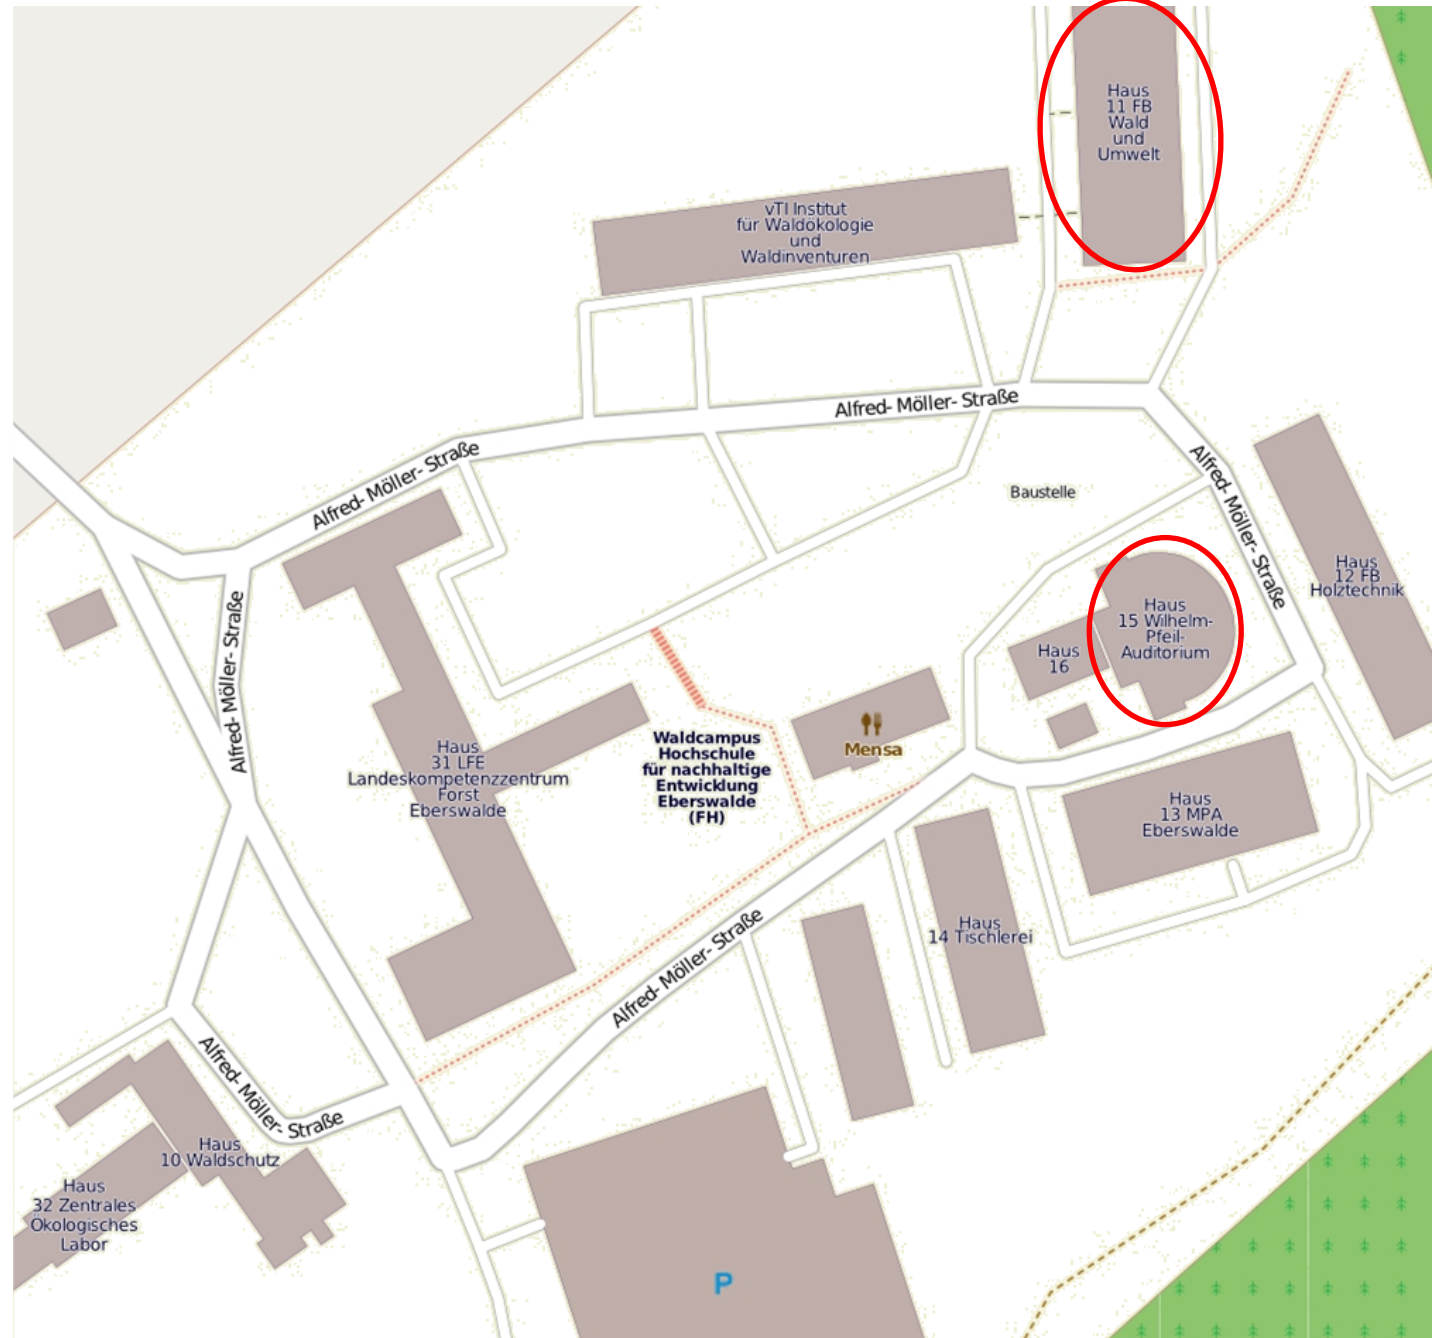 Haus
11 FB
Wald
und
Umwelt
vTI Institut
für Waldökologie
und
Waldinventuren
Alfred- Möller- Straße
Alfred- Möller- Straße
Alfred- Möller- Straße
Baustelle
Haus
12 FB
Holztechnik
Haus
15 Wilhelm-
Pfeil-
Auditorium
Haus
16
Alfred- Möller- Straße
Mensa
Waldcampus
Hochschule
für nachhaltige
Entwicklung
Eberswalde
(FH)
Haus
31 LFE
Landeskompetenzzentrum
Forst
Eberswalde
Haus
13 MPA
Eberswalde
Haus
14 Tischlerei
Alfred- Möller- Straße
Alfred- Möller- Straße
Haus
10 Waldschutz
Haus
32 Zentrales
Ökologisches
Labor
P